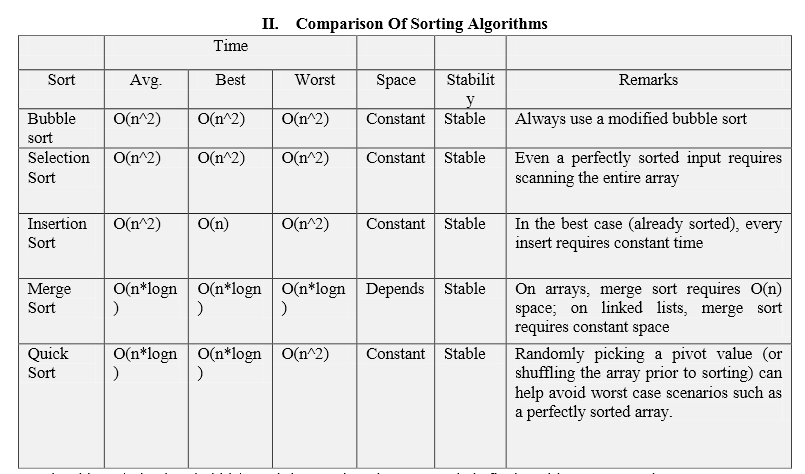 II. Comparison Of Sorting Algorithms
Time
Sort Avg. Best Worst Space Stabilit Remarks
y
Bubble O(n^2) O(n^2) O(n^2) Constant Stable Always use a modified bubble sort
sort
Selection O(n^2) O(n^2) O(n^2) Constant Stable Even a perfectly sorted input requires
Sort scanning the entire array
Insertion O(n^2) O(n) O(n^2) Constant Stable In the best case (already sorted), every
Sort insert requires constant time
Merge O(n*logn O(n*logn O(n*logn Depends Stable On arrays, merge sort requires O(n)
Sort ) ) ) space; on linked lists, merge sort
requires constant space
Quick O(n*logn O(n*logn O(n^2) Constant Stable Randomly picking a pivot value (or
Sort ) ) shuffling the array prior to sorting) can
help avoid worst case scenarios such as
a perfectly sorted array.